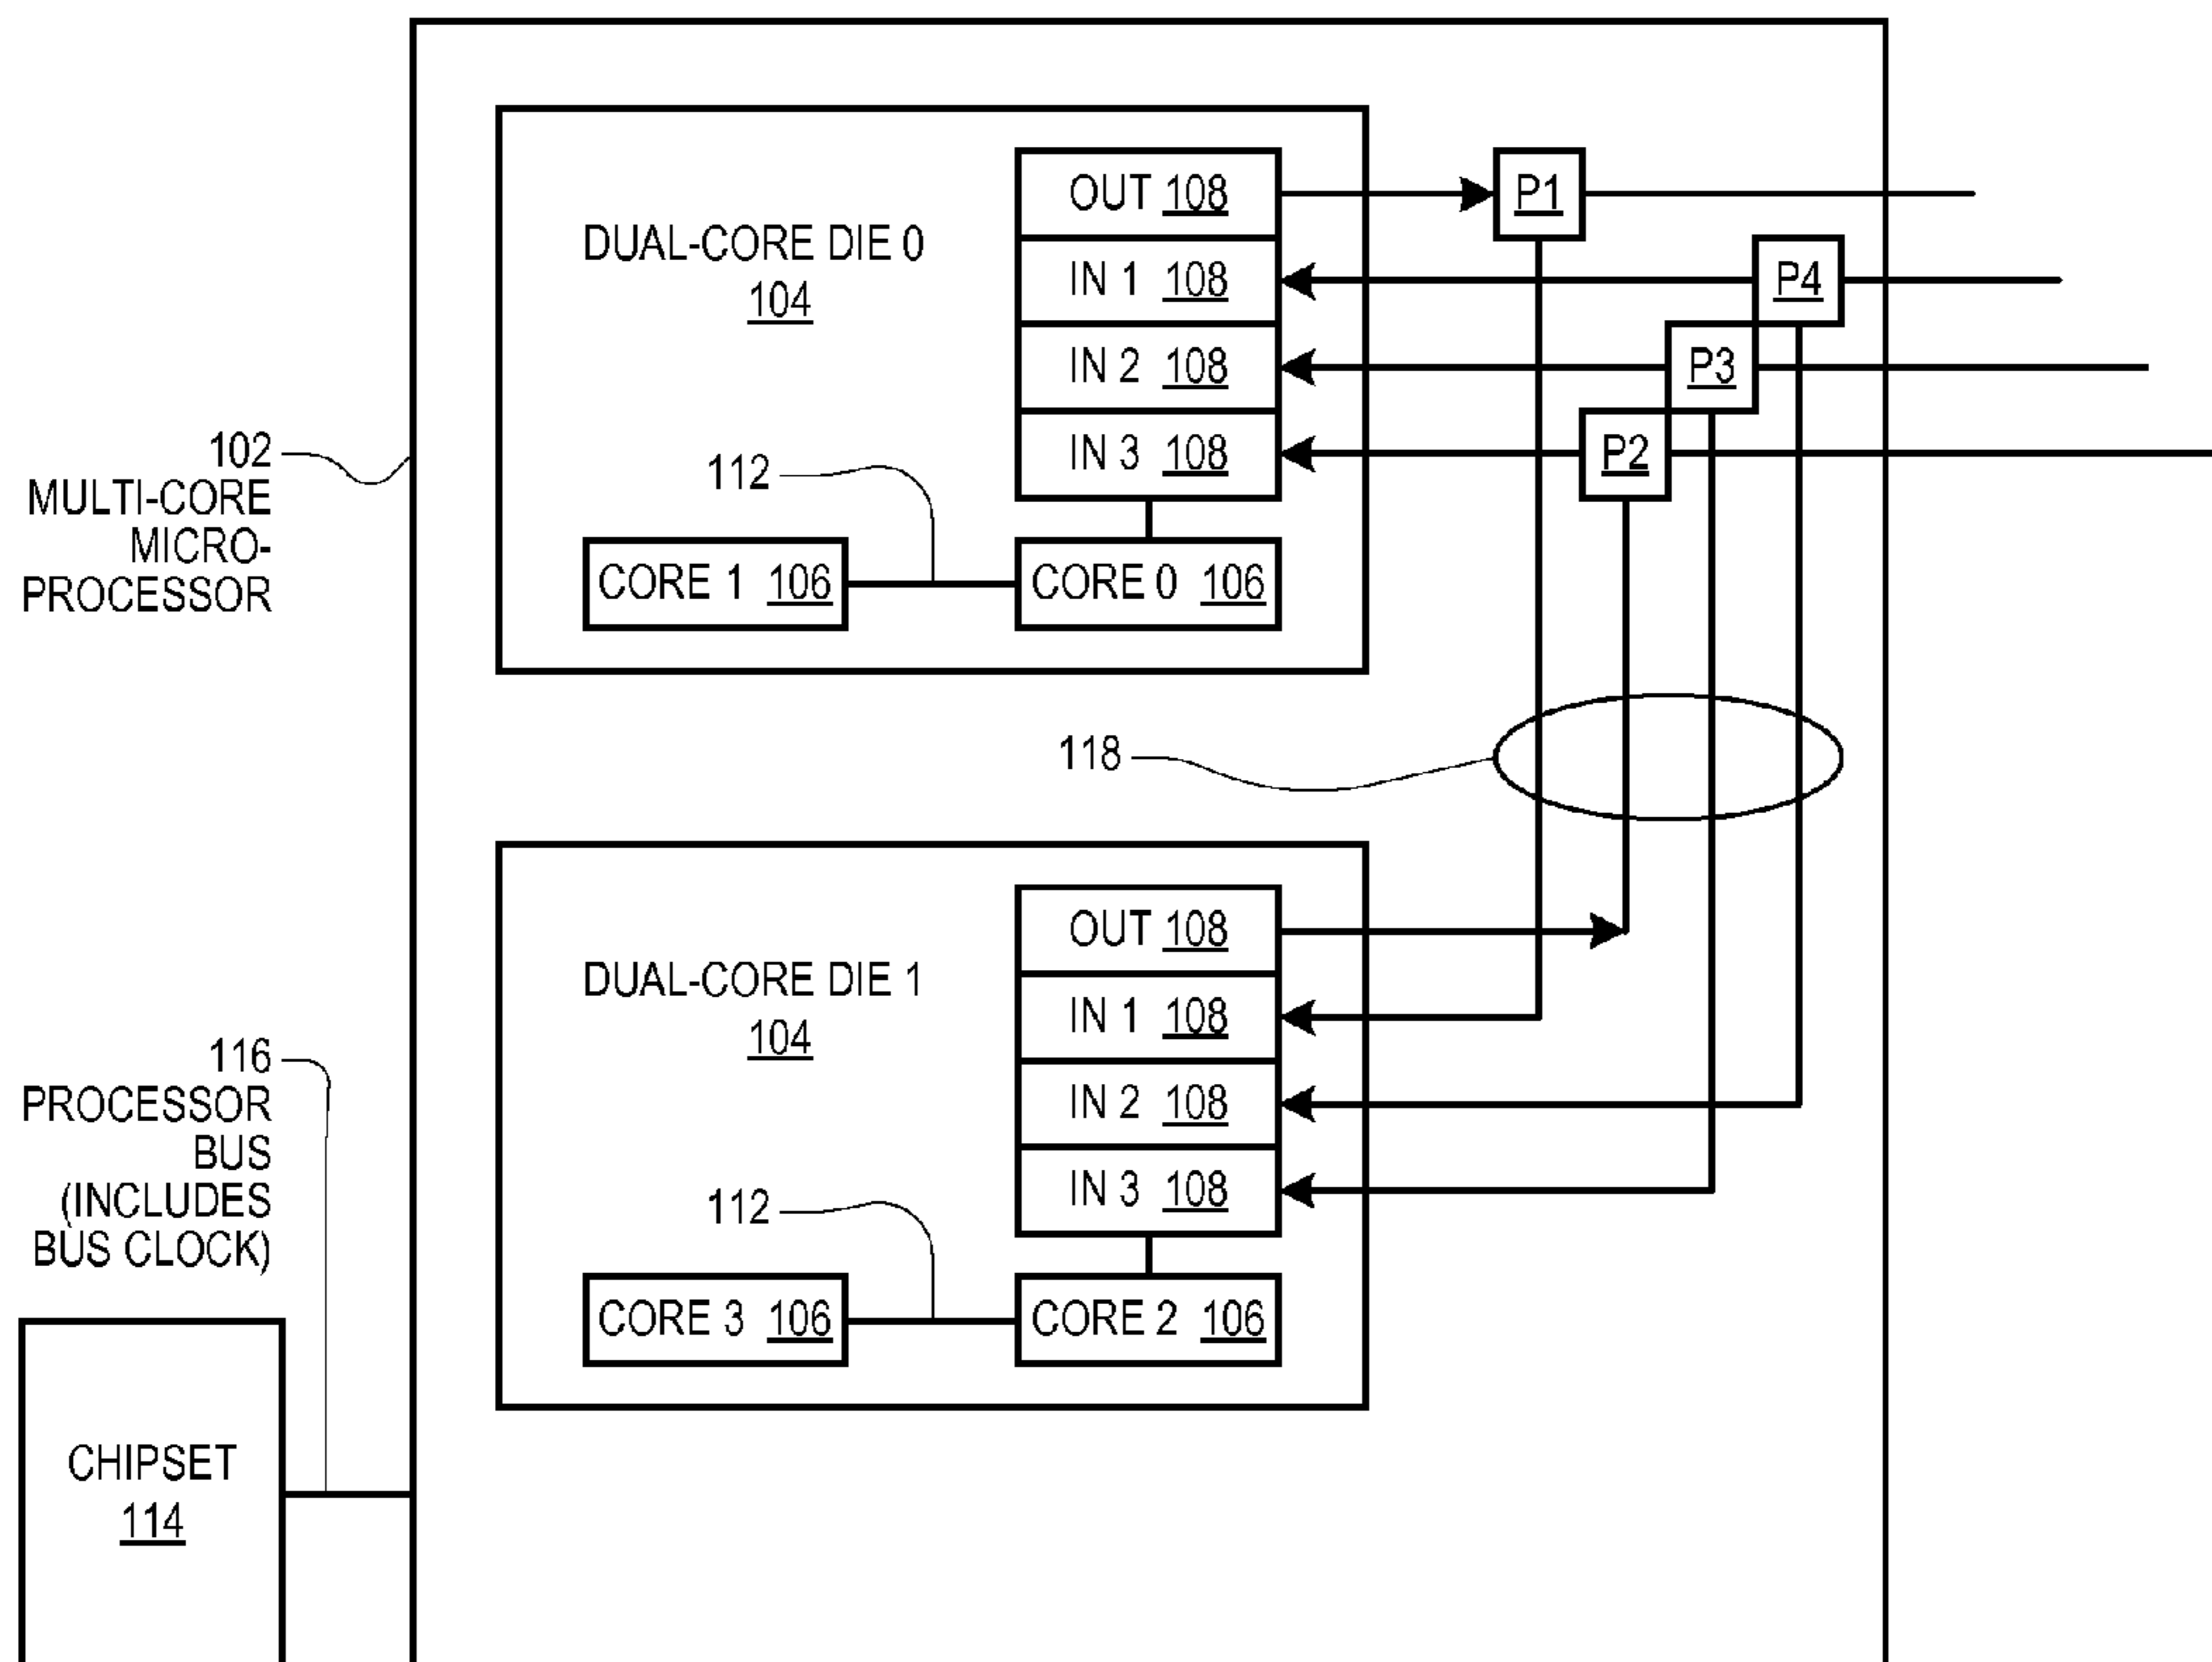 DUAL-CORE DIE 0
104
OUT 108
IN 1 108
IN 2 108
IN 3 108
P1
P4
P3
P2
102
MULTI-CORE
MICRO-
PROCESSOR
112
CORE 1 106
CORE 0 106
118
DUAL-CORE DIE 1
104
OUT 108
IN 1 108
IN 2 108
IN 3 108
112
CORE 3 106
CORE 2 106
116
PROCESSOR
BUS
(INCLUDES
BUS CLOCK)
CHIPSET
114